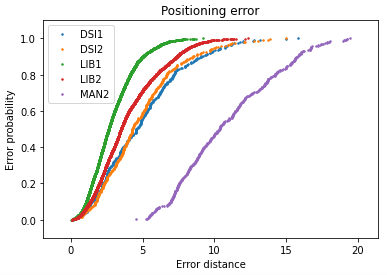 Positioning error
DSI1
DSI2
LIB1
LIB2
MAN2
1.0
0.8
0.6
0.4
0.2
0.0
Error probability
0 5 10 15 20
Error distance